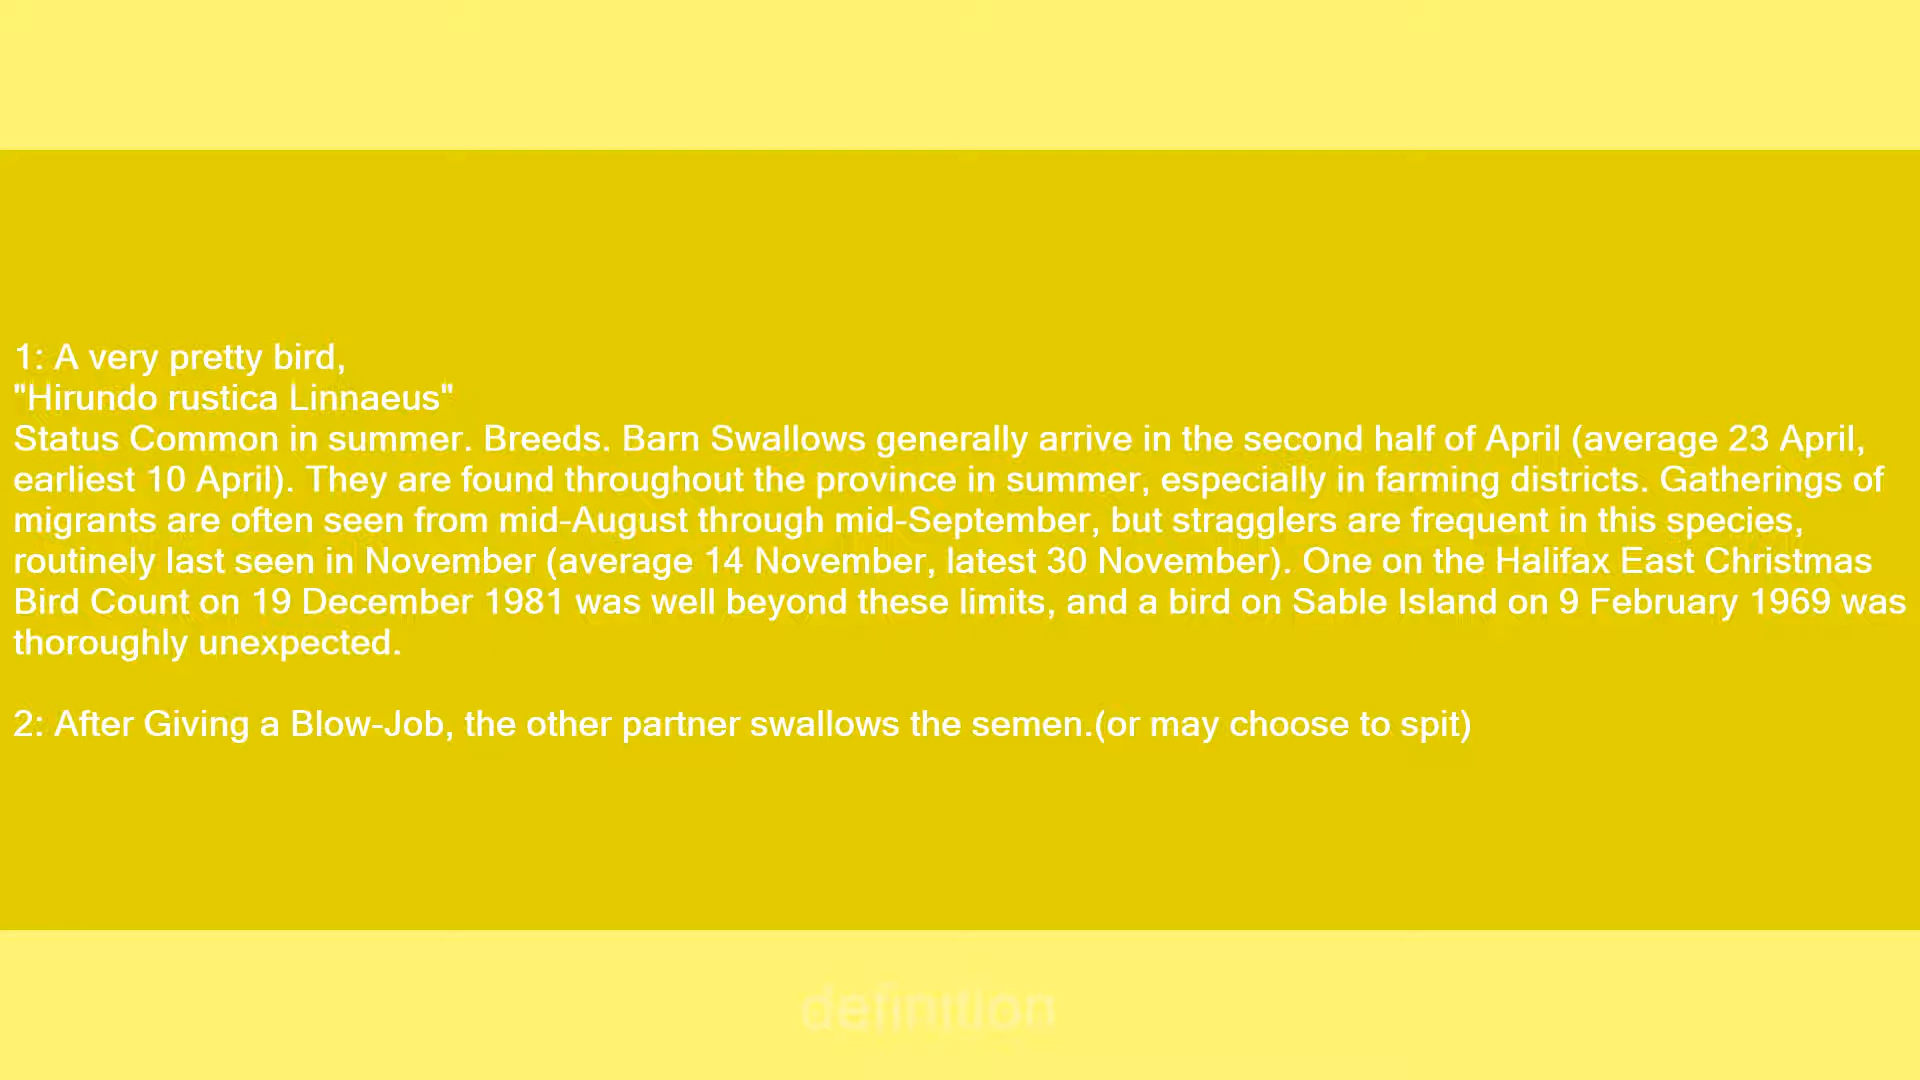 1: A very pretty bird,
"Hirundo rustica Linnaeus"
Status Common in summer. Breeds. Barn Swallows generally arrive in the second half of April (average 23 April,
earliest 10 April). They are found throughout the province in summer, especially in farming districts. Gatherings of
migrants are often seen from mid-August through mid-September, but stragglers are frequent in this species,
routinely last seen in November (average 14 November, latest 30 November). One on the Halifax East Christmas
Bird Count on 19 December 1981 was well beyond these limits, and a bird on Sable Island on 9 February 1969 was
thoroughly unexpected.
2: After Giving a Blow-Job, the other partner swallows the semen.(or may choose to spit)
definition